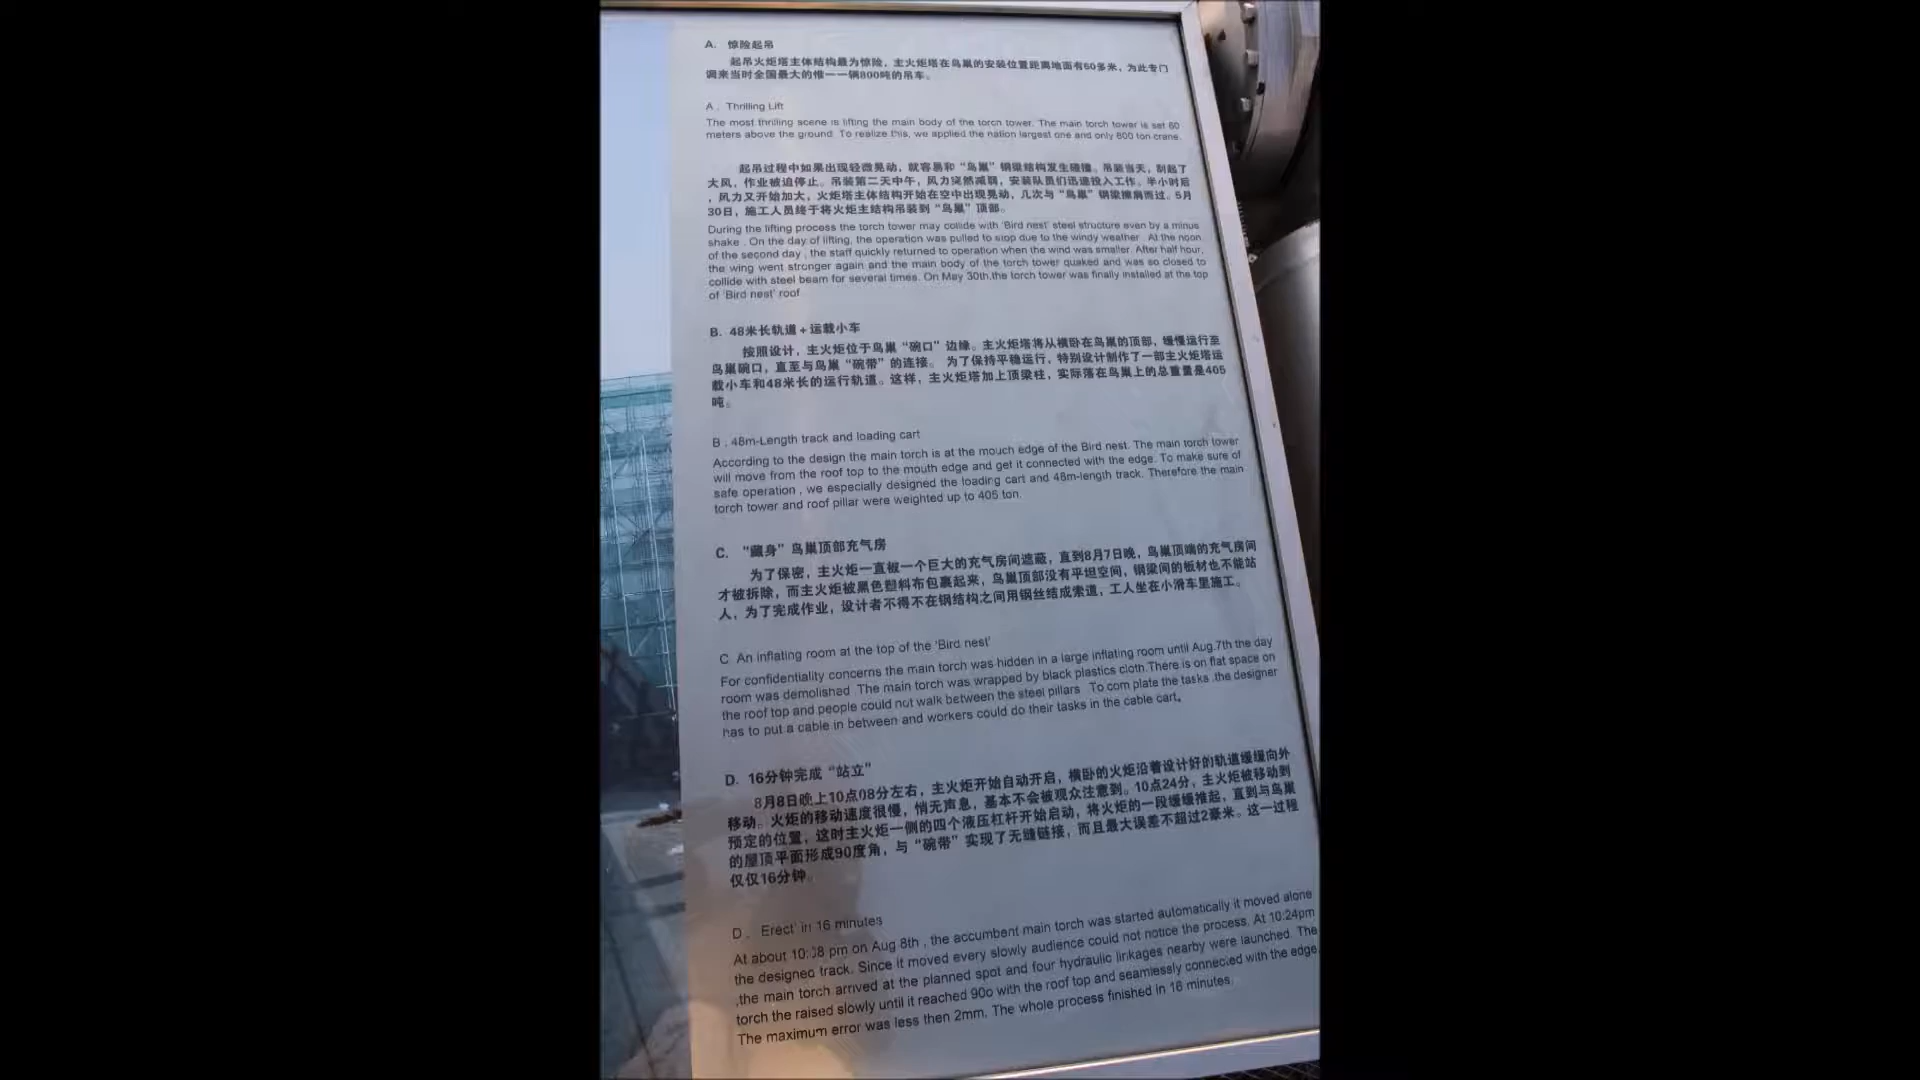 A. 惊险起吊
起吊火炬塔主体结构最为惊险，主火炬塔在鸟巢的安装位置距离地面有60多米，为此专门
调来当时全国最大的惟一一辆800吨的吊车。
A . Thrilling Lift
The most thrilling scene is lifting the main body of the torch tower. The main torch tower is set 60
meters above the ground. To realize this, we applied the nation largest one and only 800 ton crane.
起吊过程中如果出现轻微晃动，就容易和“鸟巢”钢梁结构发生碰撞。吊装当天，刮起了
大风，作业被迫停止。吊装第二天中午，风力突然减弱，安装队员们迅速投入工作。半小时后
，风力又开始加大，火炬塔主体结构开始在空中出现晃动，几次与“鸟巢”钢梁擦肩而过。5月
30日，施工人员终于将火炬主结构吊装到“鸟巢”顶部。
During the lifting process the torch tower may collide with 'Bird nest' steel structure even by a minus
shake . On the day of lifting, the operation was pulled to stop due to the windy weather . At the noon
of the second day , the staff quickly returned to operation when the wind was smaller. After half hour,
the wing went stronger again and the main body of the torch tower quaked and was so closed to
collide with steel beam for several times. On May 30th,the torch tower was finally installed at the top
of 'Bird nest' roof
B. 48米长轨道+运载小车
按照设计，主火炬位于鸟巢“碗口”边缘。主火炬塔将从横卧在鸟巢的顶部，缓慢运行至
鸟巢碗口，直至与鸟巢“碗带”的连接。 为了保持平稳运行，特别设计制作了一部主火炬塔运
载小车和48米长的运行轨道。这样，主火炬塔加上顶梁柱，实际落在鸟巢上的总重量是405
吨。
B . 48m-Length track and loading cart
According to the design the main torch is at the mouch edge of the Bird nest. The main torch tower
will move from the roof top to the mouth edge and get it connected with the edge. To make sure of
safe operation , we especially designed the loading cart and 48m-length track. Therefore the main
torch tower and roof pillar were weighted up to 405 ton.
C. “藏身”鸟巢顶部充气房
为了保密，主火炬一直被一个巨大的充气房间遮蔽，直到8月7日晚，鸟巢顶端的充气房间
才被拆除，而主火炬被黑色塑料布包裹起来，鸟巢顶部没有平坦空间，钢梁间的板材也不能站
人，为了完成作业，设计者不得不在钢结构之间用钢丝结成索道，工人坐在小滑车里施工。
C An inflating room at the top of the 'Bird nest'
For confidentiality concerns the main torch was hidden in a large inflating room until Aug.7th the day
room was demolished .The main torch was wrapped by black plastics cloth.There is on flat space on
the roof top and people could not walk between the steel pillars To com plate the tasks ,the designer
has to put a cable in between and workers could do their tasks in the cable cart。
D. 16分钟完成“站立”
8月8日晚上10点08分左右，主火炬开始自动开启，横卧的火炬沿着设计好的轨道缓缓向外
移动。火炬的移动速度很慢，悄无声息，基本不会被观众注意到。10点24分，主火炬被移动到
预定的位置，这时主火炬一侧的四个液压杠杆开始启动，将火炬的一段缓缓推起，直到与鸟巢
的屋顶平面形成90度角，与“碗带”实现了无缝链接，而且最大误差不超过2毫米。这一过程
仅仅16分钟。
D . Erect' in 16 minutes
At about 10:08 pm on Aug 8th , the accumbent main torch was started automatically it moved alone
the designed track. Since it moved every slowly audience could not notice the process. At 10:24pm
,the main torch arrived at the planned spot and four hydraulic linkages nearby were launched. The
torch the raised slowly until it reached 90o with the roof top and seamlessly connected with the edge.
The maximum error was less then 2mm. The whole process finished in 16 minutes.